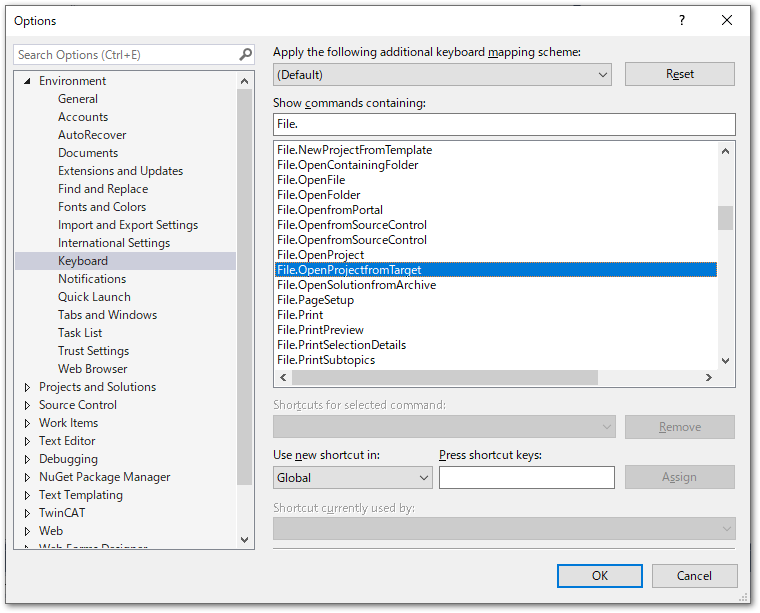 Options
?
Search Options (Ctrl+E)
Environment
General
Accounts
AutoRecover
Documents
Extensions and Updates
Find and Replace
Fonts and Colors
Import and Export Settings
International Settings
Keyboard
Notifications
Quick Launch
Tabs and Windows
Task List
Trust Settings
Web Browser
Projects and Solutions
Source Control
Work Items
Text Editor
Debugging
NuGet Package Manager
Text Templating
TwinCAT
Web
Web Forms Designer
Apply the following additional keyboard mapping scheme:
(Default)
Reset
Show commands containing:
File.
File.NewProjectFromTemplate
File.OpenContainingFolder
File.OpenFile
File.OpenFolder
File.OpenfromPortal
File.OpenfromSourceControl
File.OpenfromSourceControl
File.OpenProject
File.OpenProjectfromTarget
File.OpenSolutionfromArchive
File.PageSetup
File.Print
File.PrintPreview
File.PrintSelectionDetails
File.PrintSubtopics
Shortcuts for selected command:
Remove
Use new shortcut in:
Press shortcut keys:
Global
Assign
Shortcut currently used by:
OK
Cancel